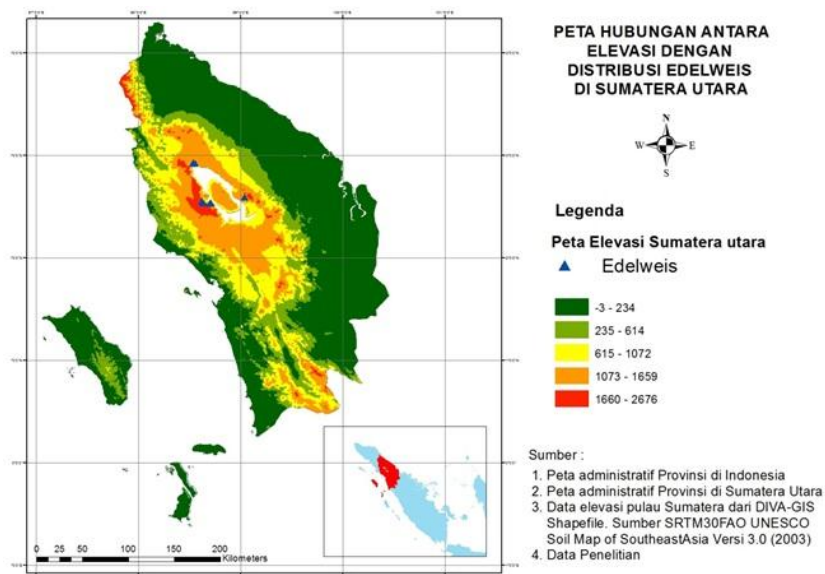 PETA HUBUNGAN ANTARA
ELEVASI DENGAN
DISTRIBUSI EDELWEIS
DI SUMATERA UTARA
N
W E
S
Legenda
Peta Elevasi Sumatera utara
Edelweis
-3 - 234
235 - 614
615 - 1072
1073 - 1659
1660 - 2676
Sumber :
1. Peta administratif Provinsi di Indonesia
2. Peta administratif Provinsi di Sumatera Utara
3. Data elevasi pulau Sumatera dari DIVA-GIS
Shapefile. Sumber SRTM30FAO UNESCO
Soil Map of SoutheastAsia Versi 3.0 (2003)
4. Data Penelitian
0 25 50 100 150 200
Kilometers